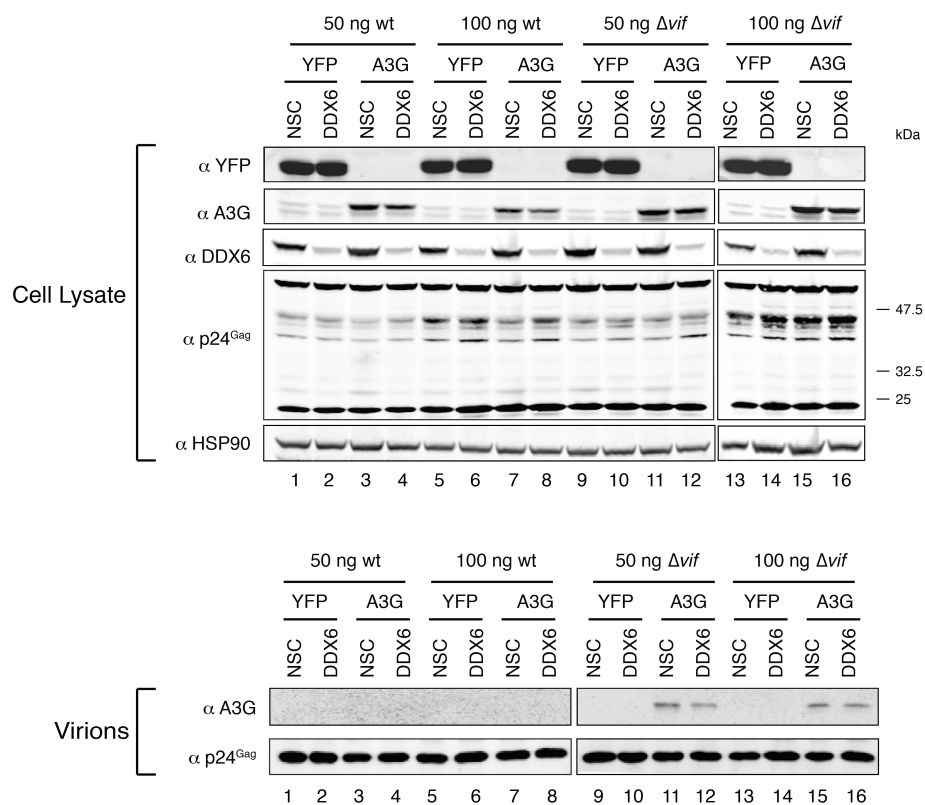 50 ng wt 100 ng wt 50 ng Δvif 100 ng Δvif
YFP A3G YFP A3G YFP A3G YFP A3G
NSC DDX6 NSC DDX6 NSC DDX6 NSC DDX6 NSC DDX6 NSC DDX6 NSC DDX6 NSC DDX6
kDa
α YFP
α A3G
α DDX6
Cell Lysate
47.5
α p24Gag
32.5
25
α HSP90
1 2 3 4 5 6 7 8 9 10 11 12 13 14 15 16
50 ng wt 100 ng wt 50 ng Δvif 100 ng Δvif
YFP A3G YFP A3G YFP A3G YFP A3G
NSC DDX6 NSC DDX6 NSC DDX6 NSC DDX6 NSC DDX6 NSC DDX6 NSC DDX6 NSC DDX6
α A3G
Virions
α p24Gag
1 2 3 4 5 6 7 8 9 10 11 12 13 14 15 16